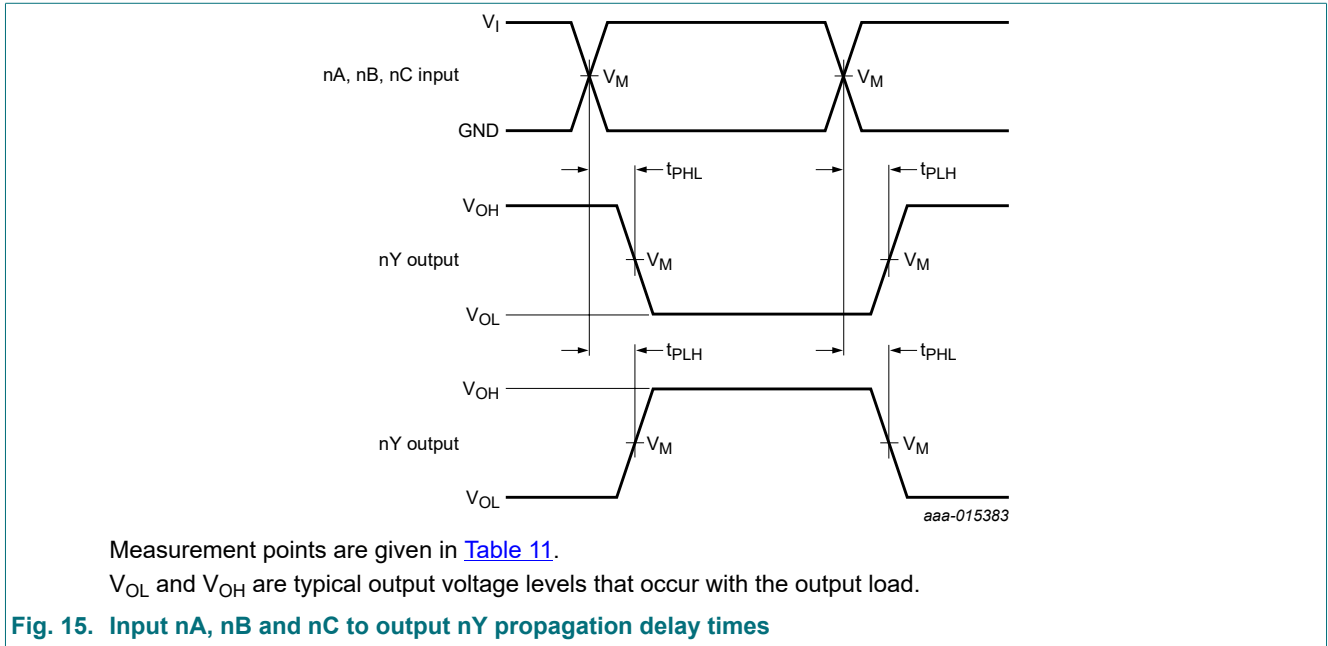 VI
nA, nB, nC input
VM
VM
GND
tPHL
tPLH
VOH
nY output
VM
VM
VOL
tPLH
tPHL
VOH
nY output
VM
VM
VOL
aaa-015383
Measurement points are given in Table 11.
VOL and VOH are typical output voltage levels that occur with the output load.
Fig. 15. Input nA, nB and nC to output nY propagation delay times